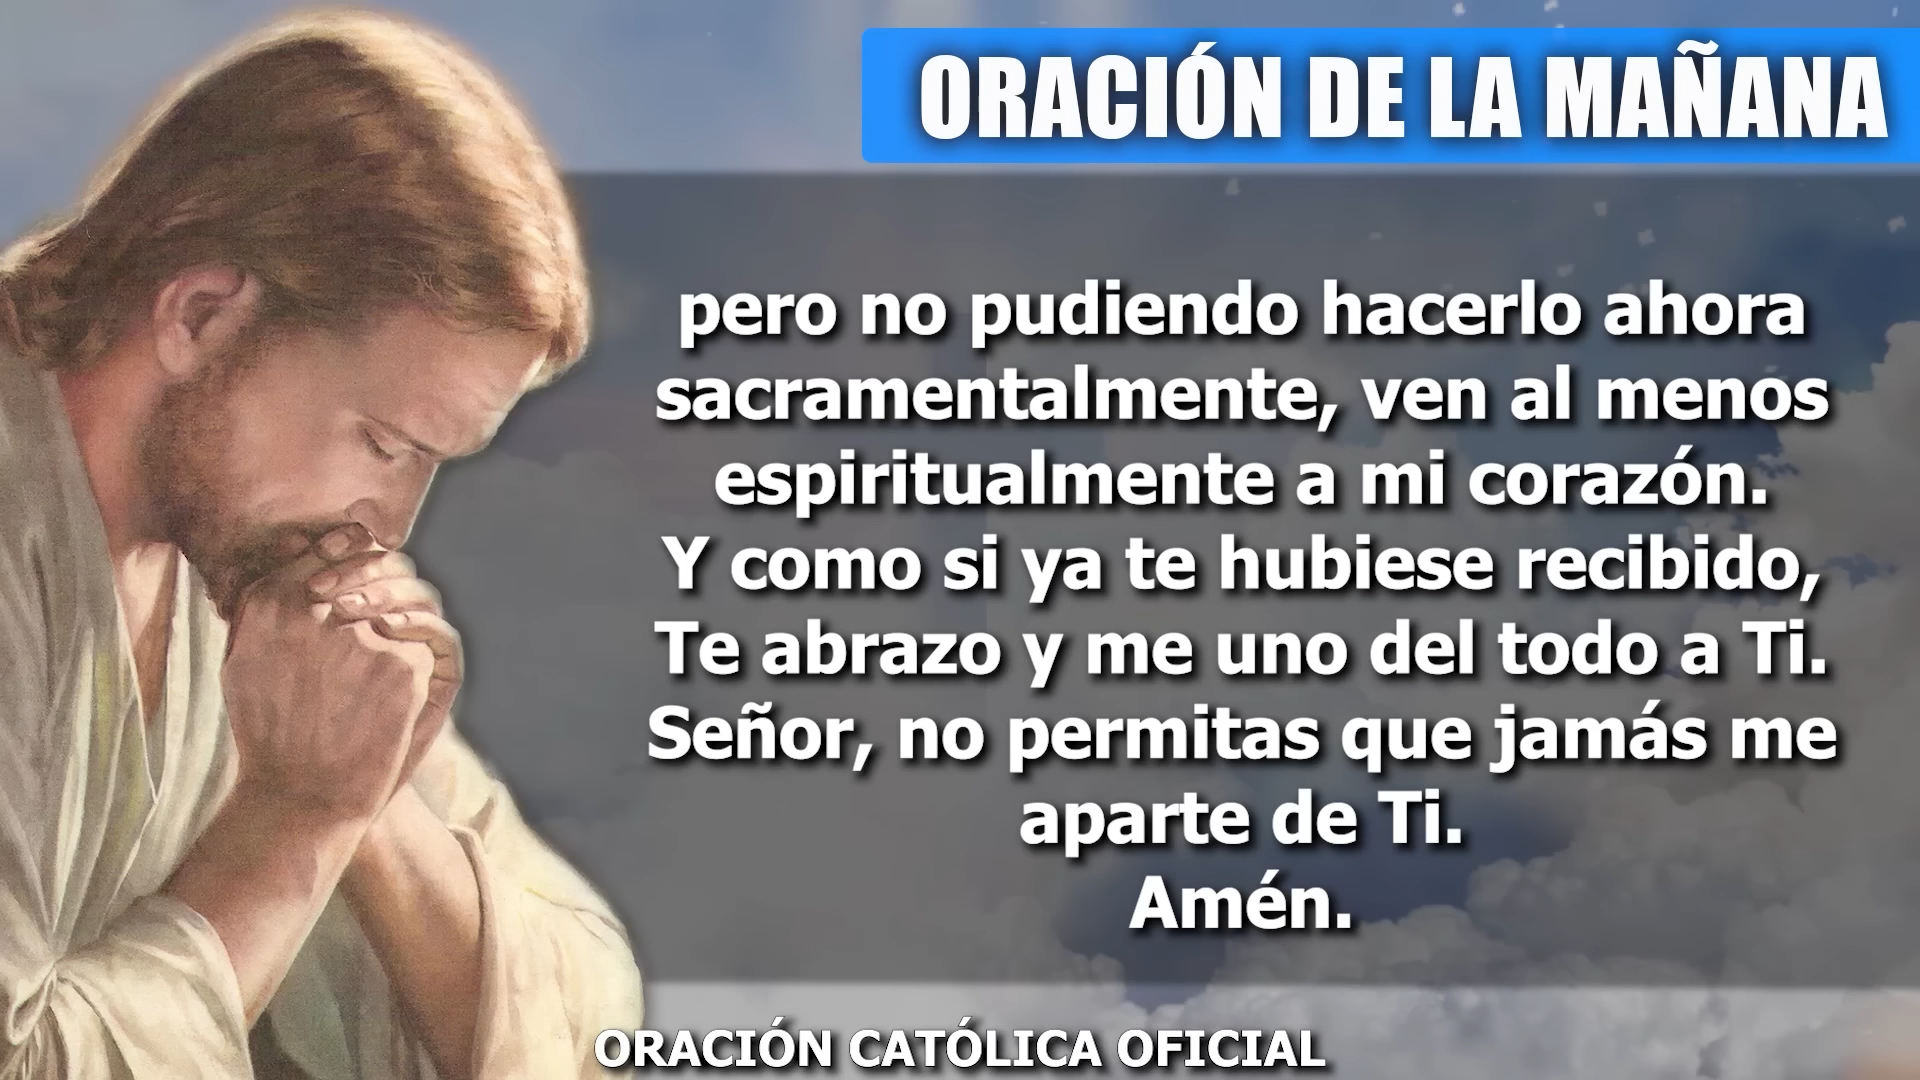 ORACIÓN DE LA MAÑANA
pero no pudiendo hacerlo ahora
sacramentalmente, ven al menos
espiritualmente a mi corazón.
Y como si ya te hubiese recibido,
Te abrazo y me uno del todo a Ti.
Señor, no permitas que jamás me
aparte de Ti.
Amén.
ORACIÓN CATÓLICA OFICIAL